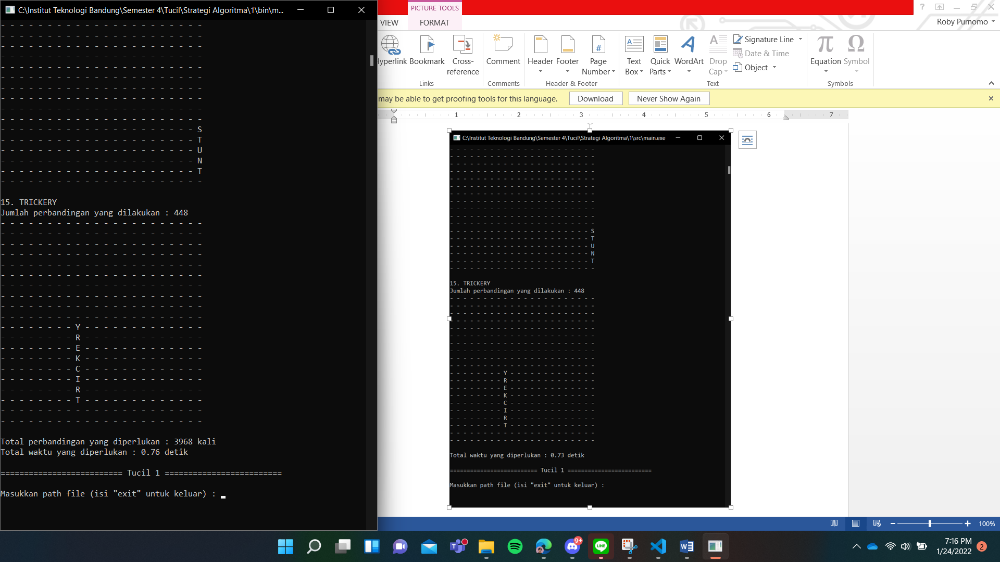 C:\Institut Teknologi Bandung\Semester 4\Tucil\Strategi Algoritma\1\bin\m...
- - - - - - - - - - - - - - - - - - - - - -
- - - - - - - - - - - - - - - - - - - - - -
- - - - - - - - - - - - - - - - - - - - - -
- - - - - - - - - - - - - - - - - - - - - -
- - - - - - - - - - - - - - - - - - - - - -
- - - - - - - - - - - - - - - - - - - - - -
- - - - - - - - - - - - - - - - - - - - - -
- - - - - - - - - - - - - - - - - - - - - -
- - - - - - - - - - - - - - - - - - - - - -
- - - - - - - - - - - - - - - - - - - - - -
- - - - - - - - - - - - - - - - - - - - - S
- - - - - - - - - - - - - - - - - - - - - T
- - - - - - - - - - - - - - - - - - - - - U
- - - - - - - - - - - - - - - - - - - - - N
- - - - - - - - - - - - - - - - - - - - - T
- - - - - - - - - - - - - - - - - - - - - -
15. TRICKERY
Jumlah perbandingan yang dilakukan : 448
- - - - - - - - - - - - - - - - - - - - - -
- - - - - - - - - - - - - - - - - - - - - -
- - - - - - - - - - - - - - - - - - - - - -
- - - - - - - - - - - - - - - - - - - - - -
- - - - - - - - - - - - - - - - - - - - - -
- - - - - - - - - - - - - - - - - - - - - -
- - - - - - - - - - - - - - - - - - - - - -
- - - - - - - - - - - - - - - - - - - - - -
- - - - - - - - - - - - - - - - - - - - - -
- - - - - - - - - - - - - - - - - - - - - -
- - - - - - - - Y - - - - - - - - - - - - -
- - - - - - - - R - - - - - - - - - - - - -
- - - - - - - - E - - - - - - - - - - - - -
- - - - - - - - K - - - - - - - - - - - - -
- - - - - - - - C - - - - - - - - - - - - -
- - - - - - - - I - - - - - - - - - - - - -
- - - - - - - - R - - - - - - - - - - - - -
- - - - - - - - T - - - - - - - - - - - - -
- - - - - - - - - - - - - - - - - - - - - -
- - - - - - - - - - - - - - - - - - - - - -
Total perbandingan yang diperlukan : 3968 kali
Total waktu yang diperlukan : 0.76 detik
========================== Tucil 1 =========================
Masukkan path file (isi "exit" untuk keluar) :
PICTURE TOOLS
VIEW FORMAT
Roby Purnomo
Hyperlink Bookmark Cross-reference
Links
Comment
Comments
Header Footer Page Number
Header & Footer
Text Box Quick Parts WordArt Drop Cap
Signature Line
Date & Time
Object
Text
Equation Symbol
Symbols
may be able to get proofing tools for this language. Download Never Show Again
1 2 3 4 5 6 7
C:\Institut Teknologi Bandung\Semester 4\Tucil\Strategi Algoritma\1\src\main.exe
- - - - - - - - - - - - - - - - - - - - - -
- - - - - - - - - - - - - - - - - - - - - -
- - - - - - - - - - - - - - - - - - - - - -
- - - - - - - - - - - - - - - - - - - - - -
- - - - - - - - - - - - - - - - - - - - - -
- - - - - - - - - - - - - - - - - - - - - -
- - - - - - - - - - - - - - - - - - - - - -
- - - - - - - - - - - - - - - - - - - - - -
- - - - - - - - - - - - - - - - - - - - - -
- - - - - - - - - - - - - - - - - - - - - -
- - - - - - - - - - - - - - - - - - - - - -
- - - - - - - - - - - - - - - - - - - - - S
- - - - - - - - - - - - - - - - - - - - - T
- - - - - - - - - - - - - - - - - - - - - U
- - - - - - - - - - - - - - - - - - - - - N
- - - - - - - - - - - - - - - - - - - - - T
- - - - - - - - - - - - - - - - - - - - - -
15. TRICKERY
Jumlah perbandingan yang dilakukan : 448
- - - - - - - - - - - - - - - - - - - - - -
- - - - - - - - - - - - - - - - - - - - - -
- - - - - - - - - - - - - - - - - - - - - -
- - - - - - - - - - - - - - - - - - - - - -
- - - - - - - - - - - - - - - - - - - - - -
- - - - - - - - - - - - - - - - - - - - - -
- - - - - - - - - - - - - - - - - - - - - -
- - - - - - - - - - - - - - - - - - - - - -
- - - - - - - - - - - - - - - - - - - - - -
- - - - - - - - - - - - - - - - - - - - - -
- - - - - - - - Y - - - - - - - - - - - - -
- - - - - - - - R - - - - - - - - - - - - -
- - - - - - - - E - - - - - - - - - - - - -
- - - - - - - - K - - - - - - - - - - - - -
- - - - - - - - C - - - - - - - - - - - - -
- - - - - - - - I - - - - - - - - - - - - -
- - - - - - - - R - - - - - - - - - - - - -
- - - - - - - - T - - - - - - - - - - - - -
- - - - - - - - - - - - - - - - - - - - - -
- - - - - - - - - - - - - - - - - - - - - -
Total waktu yang diperlukan : 0.73 detik
========================== Tucil 1 =========================
Masukkan path file (isi "exit" untuk keluar) :
100%
9+
7:16 PM
1/24/2022
2